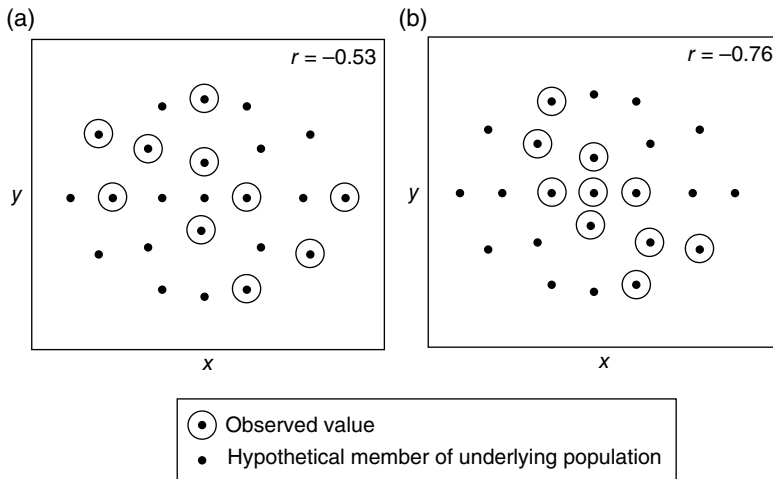 (a)
r = –0.53
y
x
(b)
r = –0.76
y
x
Observed value
Hypothetical member of underlying population